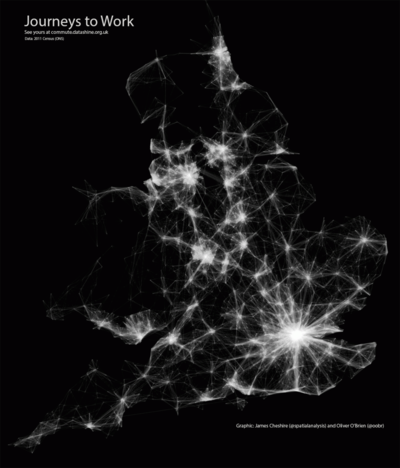 Journeys to Work
See yours at commute.datashine.org.uk
Data: 2011 Census (ONS)
Graphic: James Cheshire (@spatialanalysis) and Oliver O'Brien (@oobr)